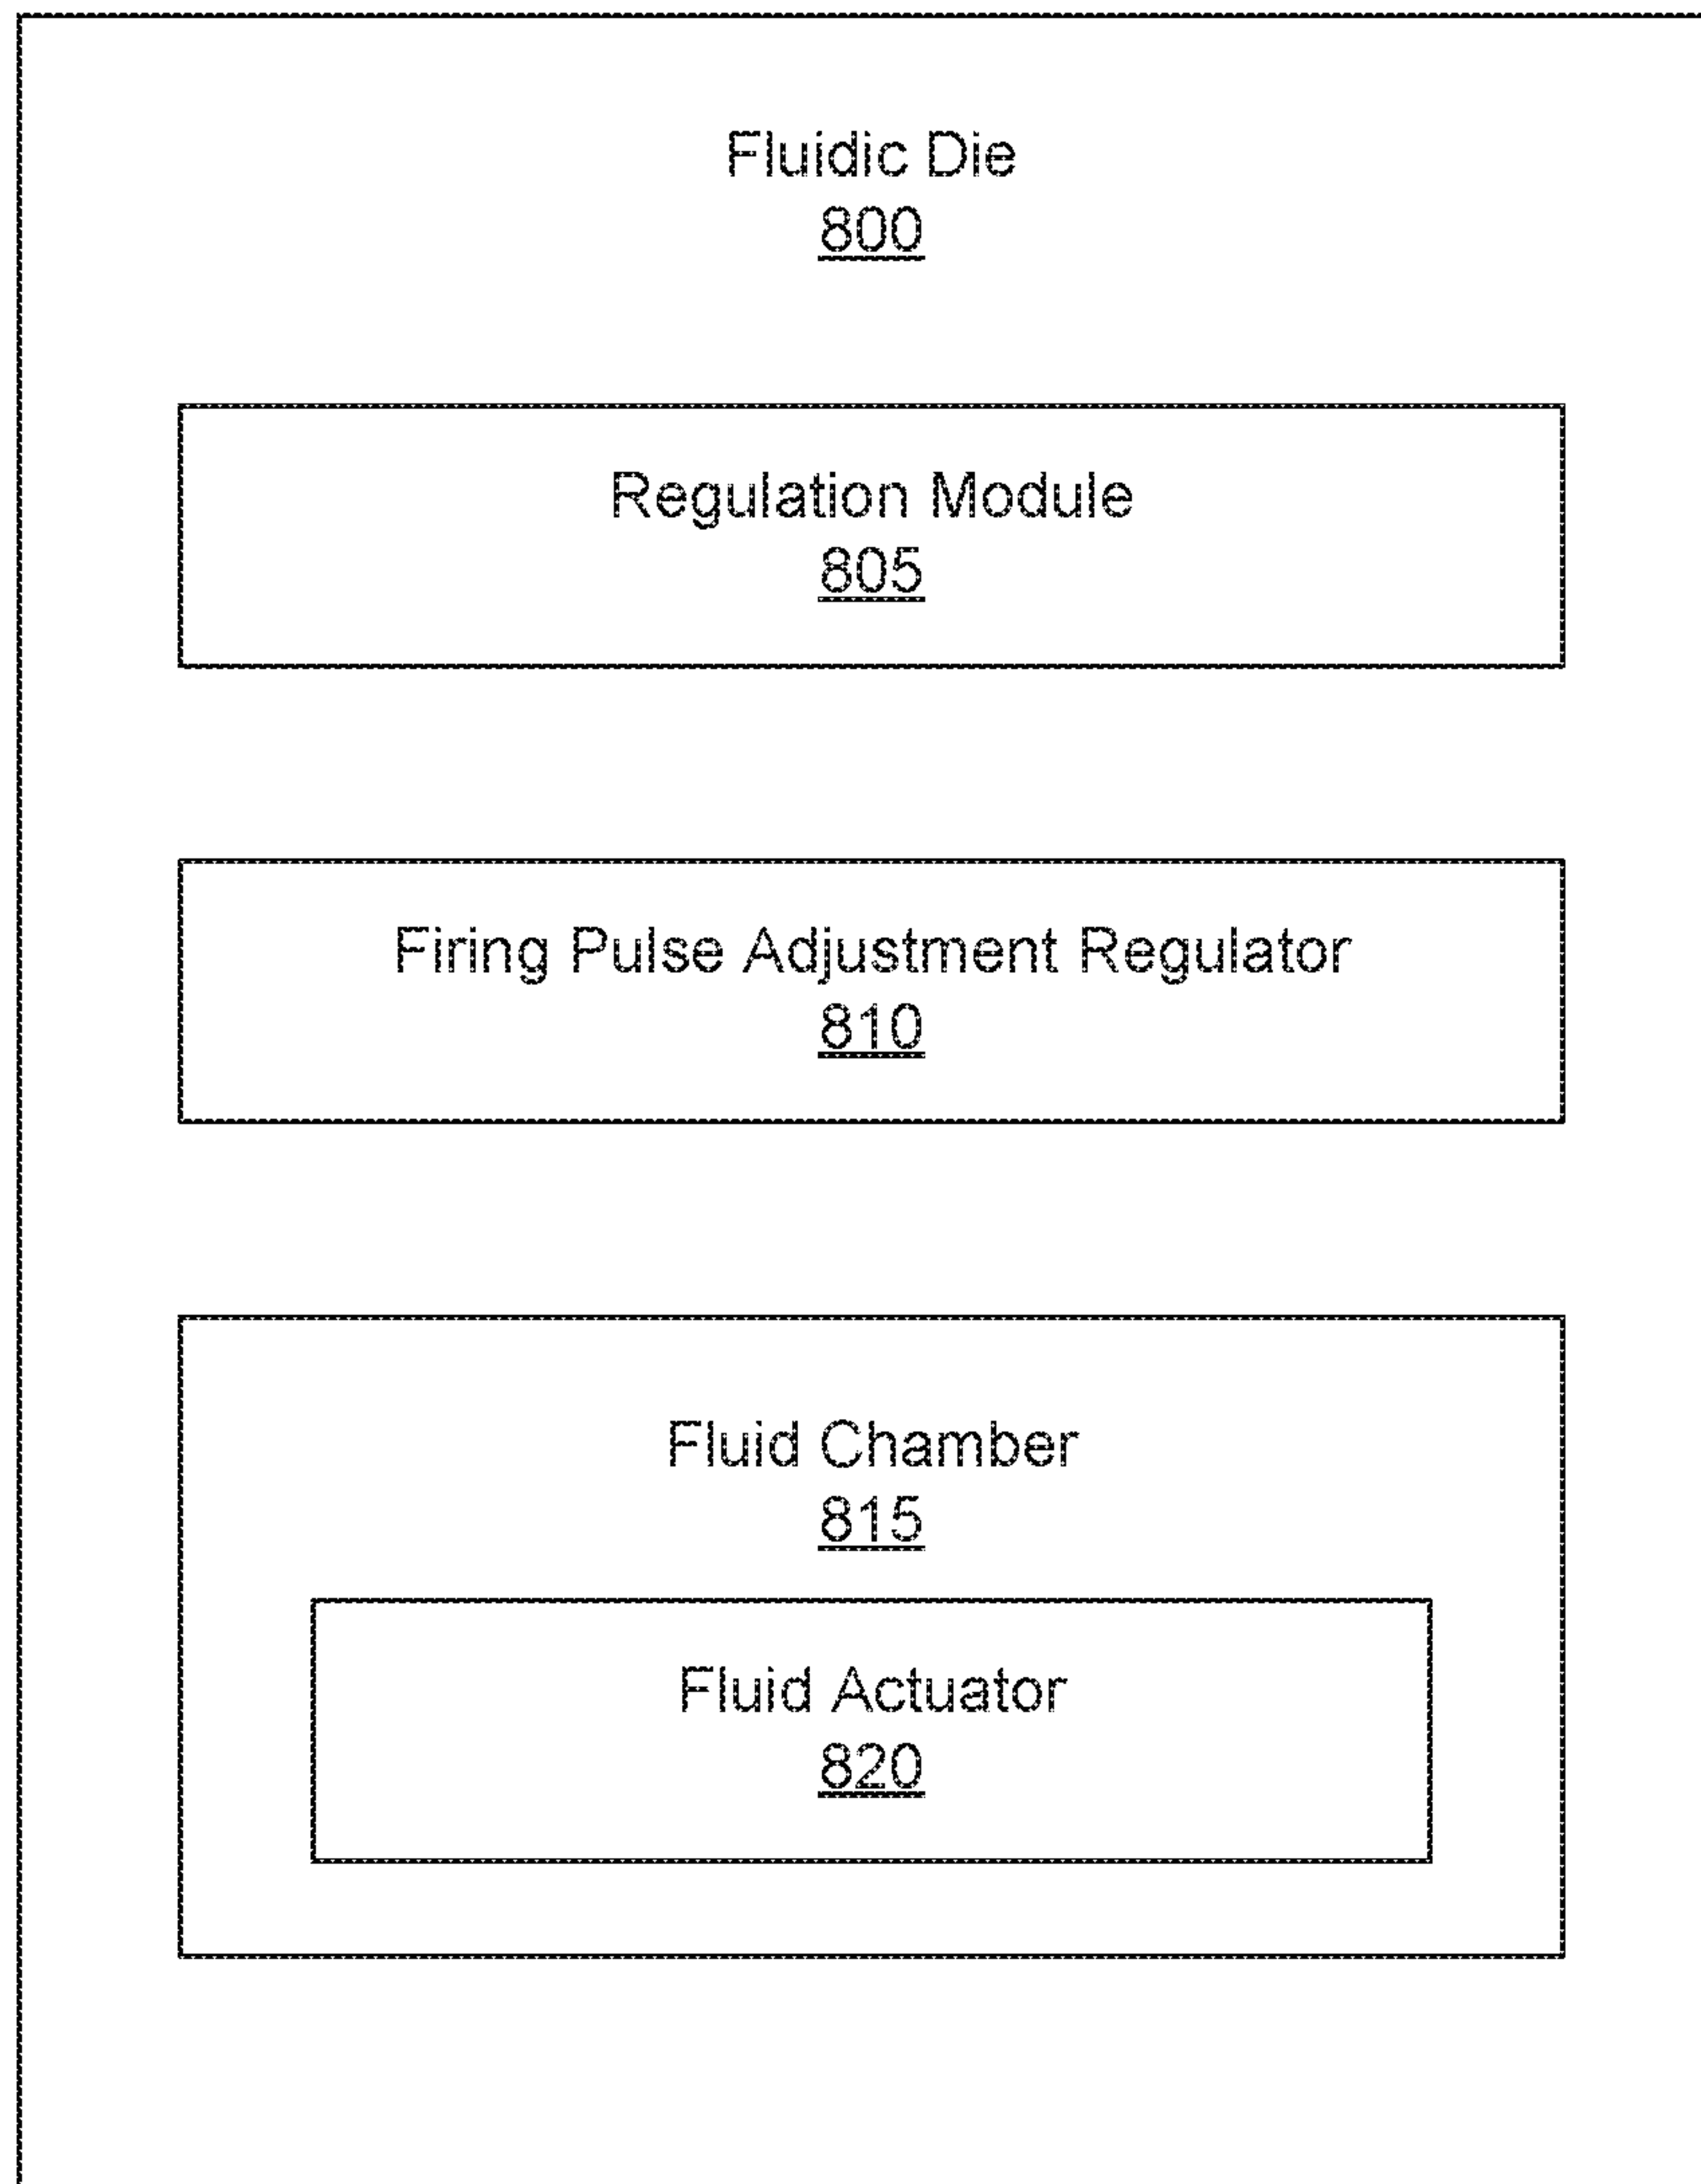 Fluidic Die
800
Regulation Module
805
Firing Pulse Adjustment Regulator
810
Fluid Chamber
815
Fluid Actuator
820